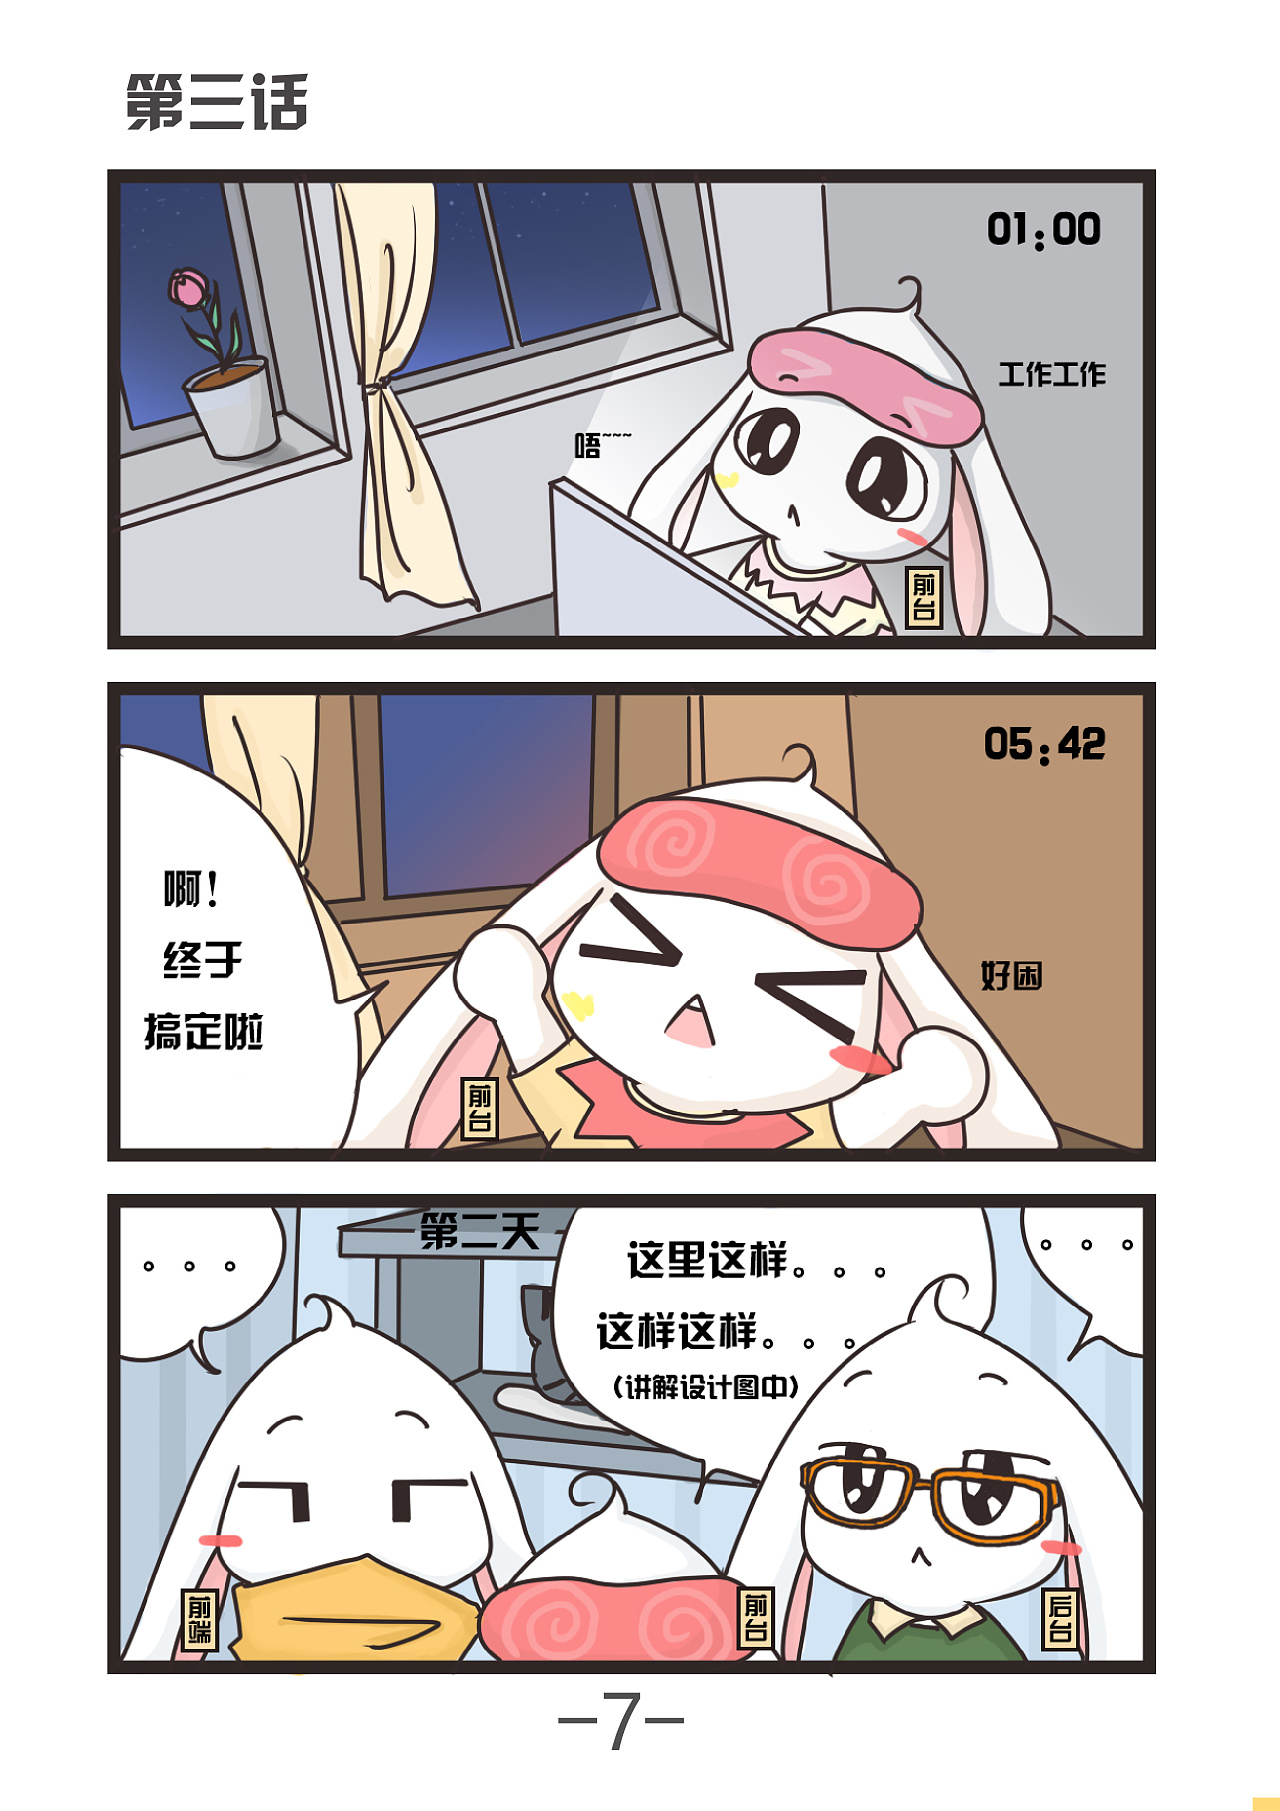 第三话
01:00
工作工作
唔~~~
前台
05:42
啊！
终于
搞定啦
好困
前台
第二天
。。。
这里这样。。。
这样这样。。。
（讲解设计图中）
。。。
前端
前台
后台
-7-